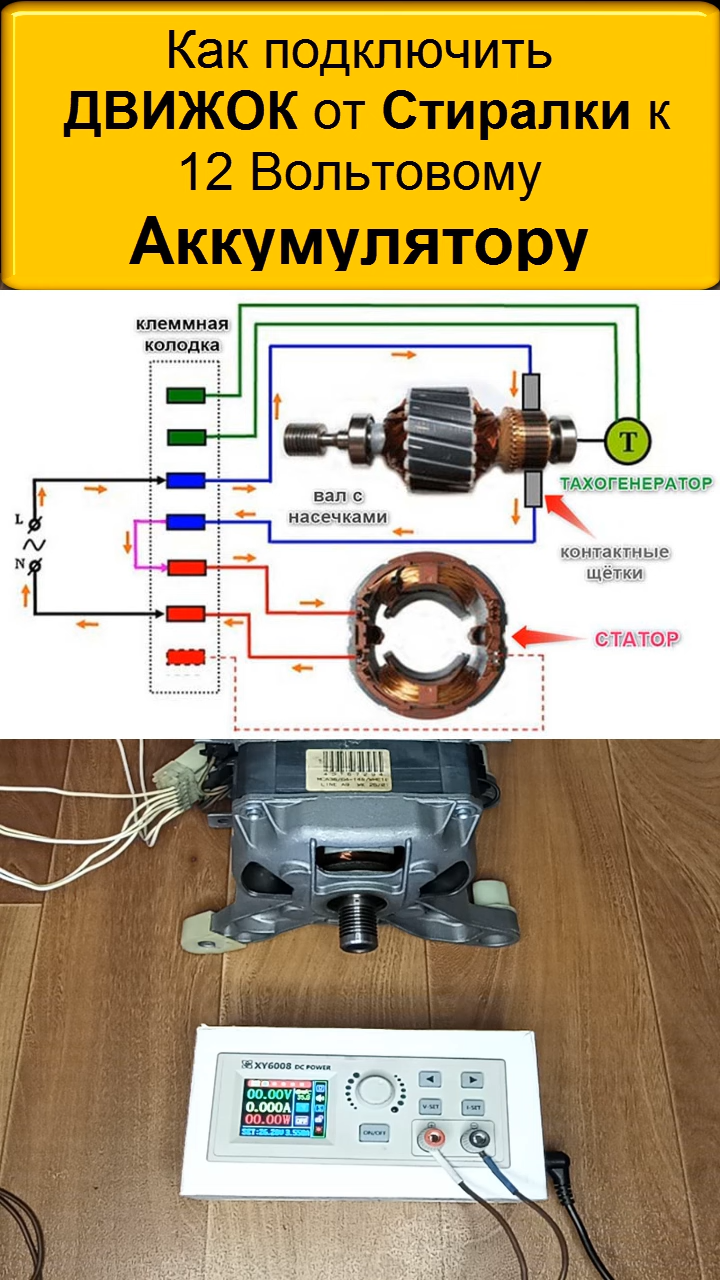 Как подключить
ДВИЖОК от Стиралки к
12 Вольтовому
Аккумулятору
клеммная
колодка
L
N
вал с
насечками
T
ТАХОГЕНЕРАТОР
контактные
щётки
СТАТОР
XY6008 DC POWER
00.00V
0.000A
00.00W
ON/OFF
V-SET
I-SET